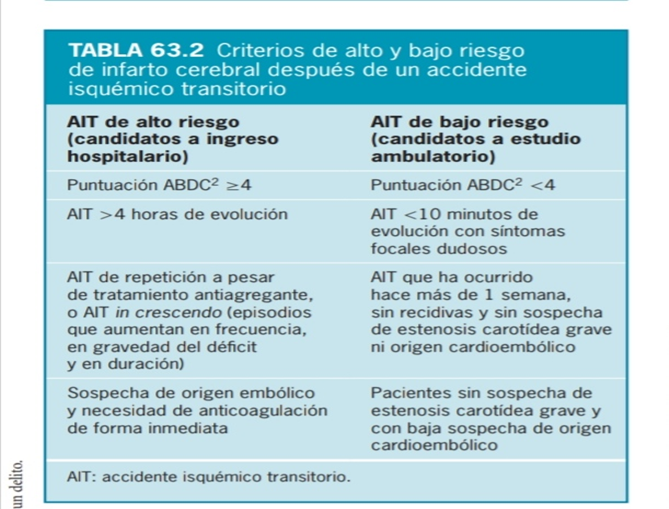 TABLA 63.2 Criterios de alto y bajo riesgo
de infarto cerebral después de un accidente
isquémico transitorio
AIT de alto riesgo
(candidatos a ingreso
hospitalario)
AIT de bajo riesgo
(candidatos a estudio
ambulatorio)
Puntuación ABDC² ≥4
Puntuación ABDC² <4
AIT >4 horas de evolución
AIT <10 minutos de
evolución con síntomas
focales dudosos
AIT de repetición a pesar
de tratamiento antiagregante,
o AIT in crescendo (episodios
que aumentan en frecuencia,
en gravedad del déficit
y en duración)
AIT que ha ocurrido
hace más de 1 semana,
sin recidivas y sin sospecha
de estenosis carotídea grave
ni origen cardioembólico
Sospecha de origen embólico
y necesidad de anticoagulación
de forma inmediata
Pacientes sin sospecha de
estenosis carotídea grave y
con baja sospecha de origen
cardioembólico
AIT: accidente isquémico transitorio.
un delito.